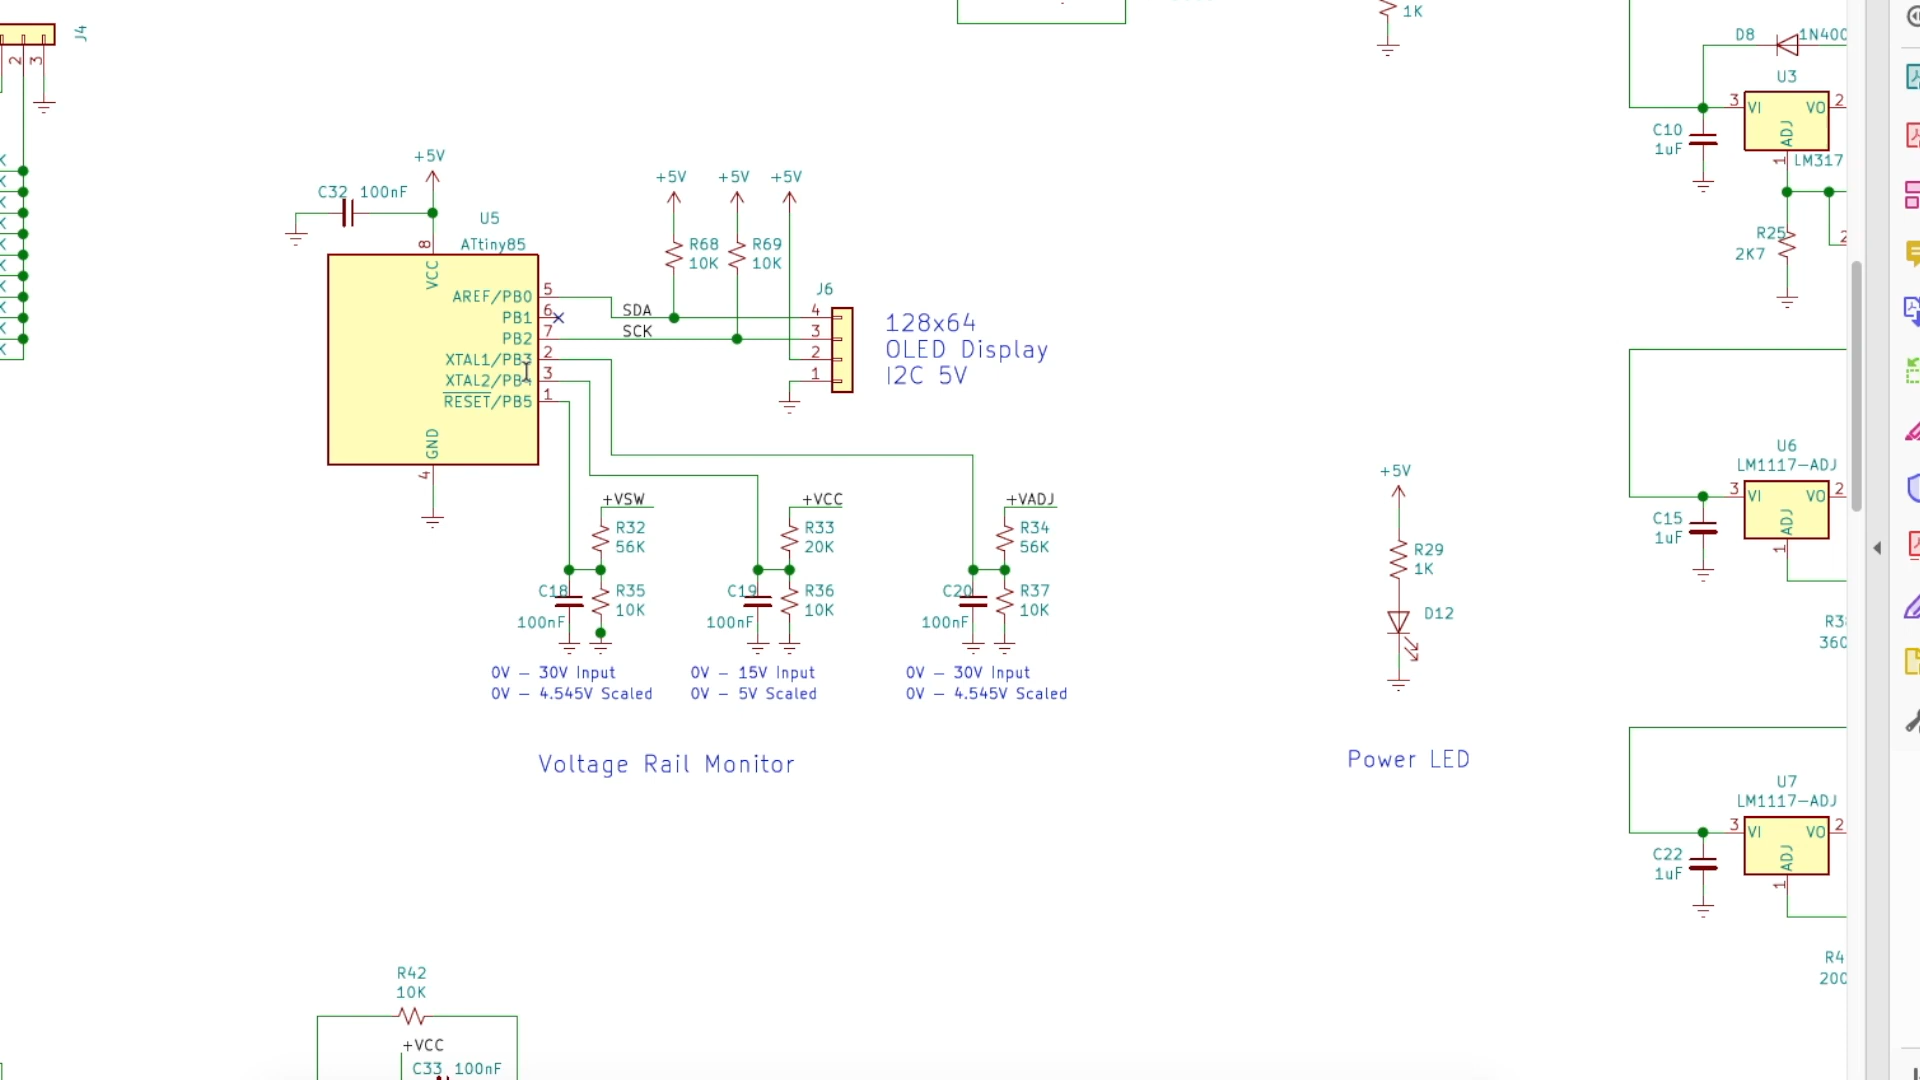 J4
2
3
1K
D8
1N400
U3
3
VI
VO
2
ADJ
1
LM317
C10
1uF
R25
2K7
2
+5V
C32 100nF
U5
ATtiny85
8
VCC
AREF/PB0
5
PB1
6
PB2
7
XTAL1/PB3
2
XTAL2/PB4
3
RESET/PB5
1
GND
4
+5V
+5V
+5V
R68
10K
R69
10K
SDA
SCK
J6
4
3
2
1
128x64
OLED Display
I2C 5V
+VSW
R32
56K
C18
100nF
R35
10K
0V – 30V Input
0V – 4.545V Scaled
+VCC
R33
20K
C19
100nF
R36
10K
0V – 15V Input
0V – 5V Scaled
+VADJ
R34
56K
C20
100nF
R37
10K
0V – 30V Input
0V – 4.545V Scaled
Voltage Rail Monitor
+5V
R29
1K
D12
Power LED
U6
LM1117–ADJ
3
VI
VO
2
ADJ
1
C15
1uF
360
U7
LM1117–ADJ
3
VI
VO
2
ADJ
1
C22
1uF
R4
200
R42
10K
+VCC
C33 100nF